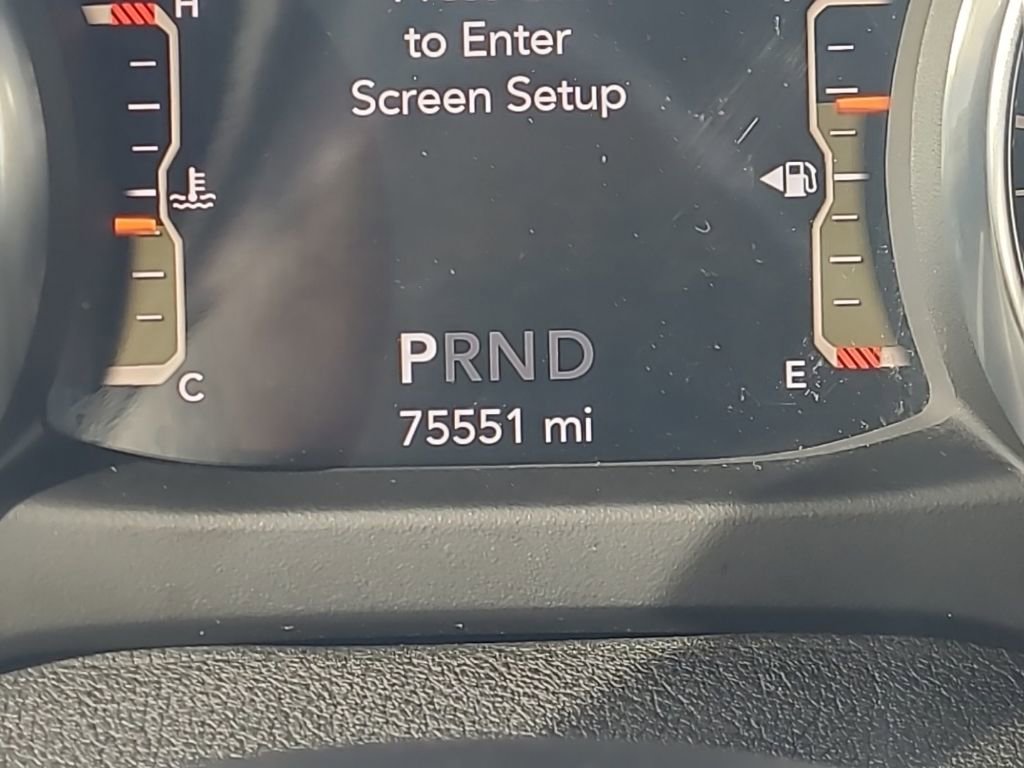 H
to Enter
Screen Setup
E
PRND
C
75551 mi